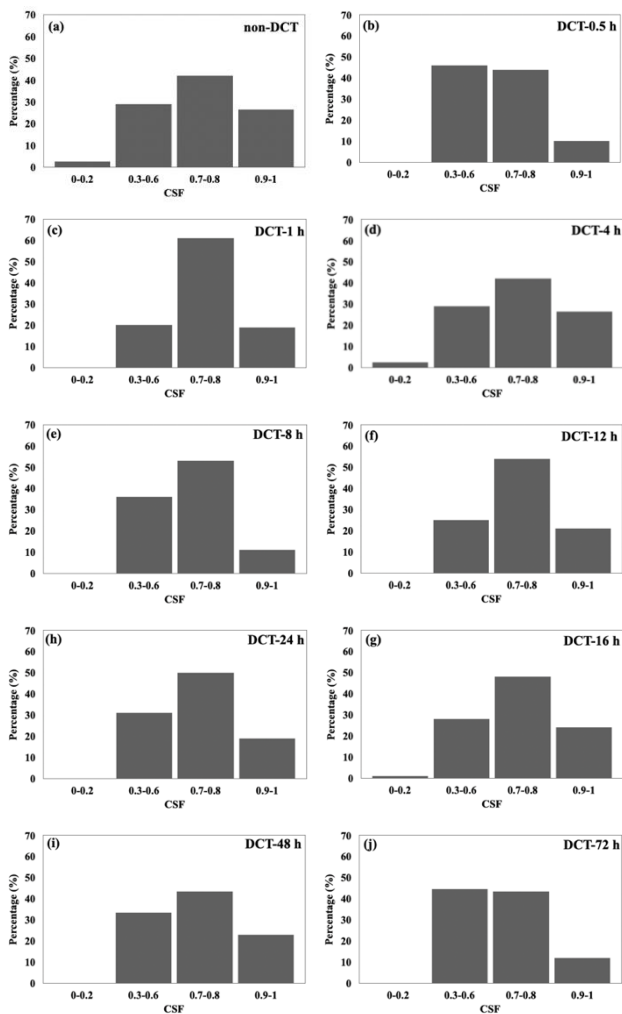 (a) non-DCT
Percentage (%)
70
60
50
40
30
20
10
0
0-0.2 0.3-0.6 0.7-0.8 0.9-1
CSF
(b) DCT-0.5 h
Percentage (%)
70
60
50
40
30
20
10
0
0-0.2 0.3-0.6 0.7-0.8 0.9-1
CSF
(c) DCT-1 h
Percentage (%)
70
60
50
40
30
20
10
0
0-0.2 0.3-0.6 0.7-0.8 0.9-1
CSF
(d) DCT-4 h
Percentage (%)
70
60
50
40
30
20
10
0
0-0.2 0.3-0.6 0.7-0.8 0.9-1
CSF
(e) DCT-8 h
Percentage (%)
70
60
50
40
30
20
10
0
0-0.2 0.3-0.6 0.7-0.8 0.9-1
CSF
(f) DCT-12 h
Percentage (%)
70
60
50
40
30
20
10
0
0-0.2 0.3-0.6 0.7-0.8 0.9-1
CSF
(h) DCT-24 h
Percentage (%)
70
60
50
40
30
20
10
0
0-0.2 0.3-0.6 0.7-0.8 0.9-1
CSF
(g) DCT-16 h
Percentage (%)
70
60
50
40
30
20
10
0
0-0.2 0.3-0.6 0.7-0.8 0.9-1
CSF
(i) DCT-48 h
Percentage (%)
70
60
50
40
30
20
10
0
0-0.2 0.3-0.6 0.7-0.8 0.9-1
CSF
(j) DCT-72 h
Percentage (%)
70
60
50
40
30
20
10
0
0-0.2 0.3-0.6 0.7-0.8 0.9-1
CSF